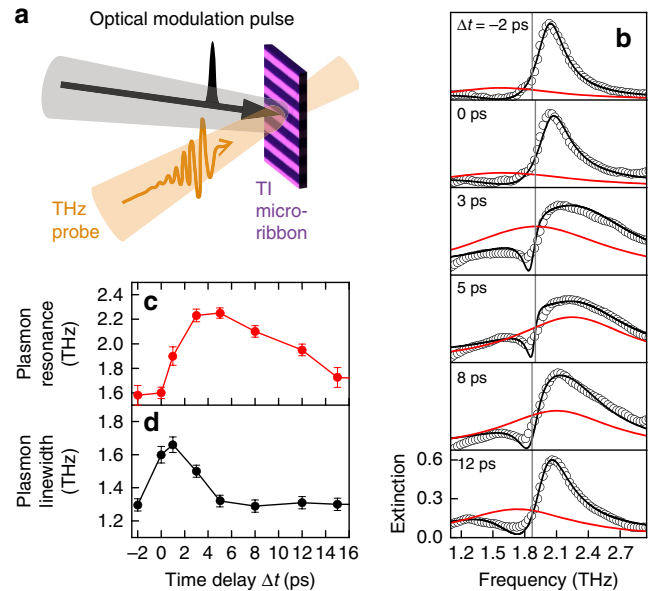 a
Optical modulation pulse
THz
probe
TI
micro-
ribbon
b
Δt = −2 ps
0 ps
3 ps
5 ps
8 ps
12 ps
Extinction
0.6
0.3
0.0
1.2 1.5 1.8 2.1 2.4 2.7
Frequency (THz)
c
Plasmon
resonance
(THz)
2.4
2.2
2.0
1.8
1.6
d
Plasmon
linewidth
(THz)
1.8
1.6
1.4
1.2
−2 0 2 4 6 8 10 12 14 16
Time delay Δt (ps)